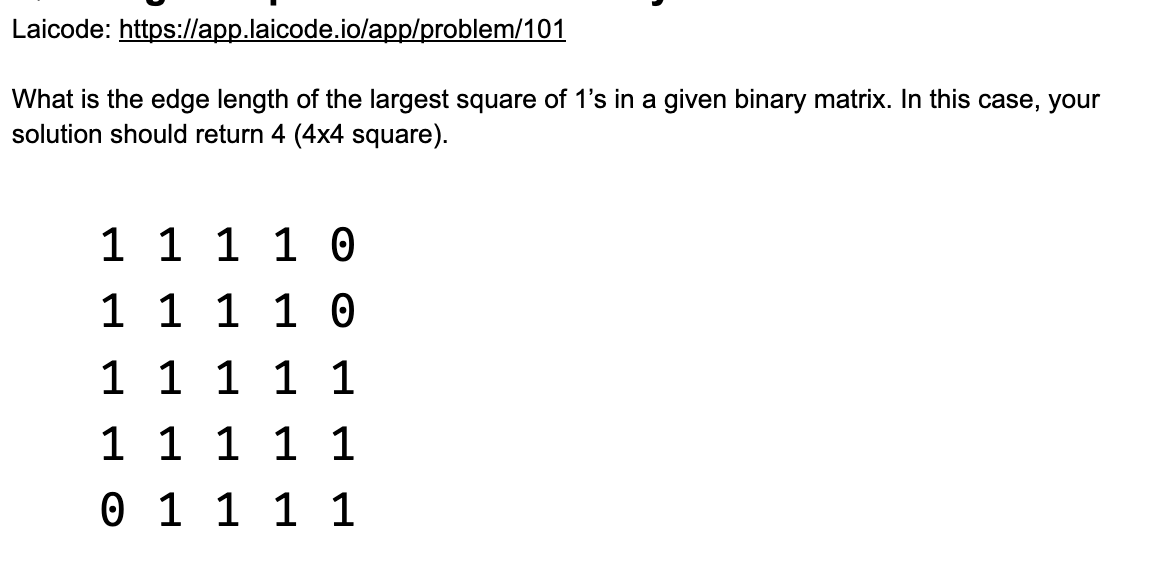 Laicode: https://app.laicode.io/app/problem/101
What is the edge length of the largest square of 1’s in a given binary matrix. In this case, your
solution should return 4 (4x4 square).
1 1 1 1 0
1 1 1 1 0
1 1 1 1 1
1 1 1 1 1
0 1 1 1 1